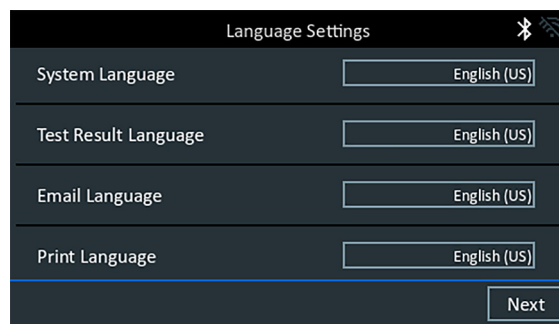 Language Settings
System Language English (US)
Test Result Language English (US)
Email Language English (US)
Print Language English (US)
Next